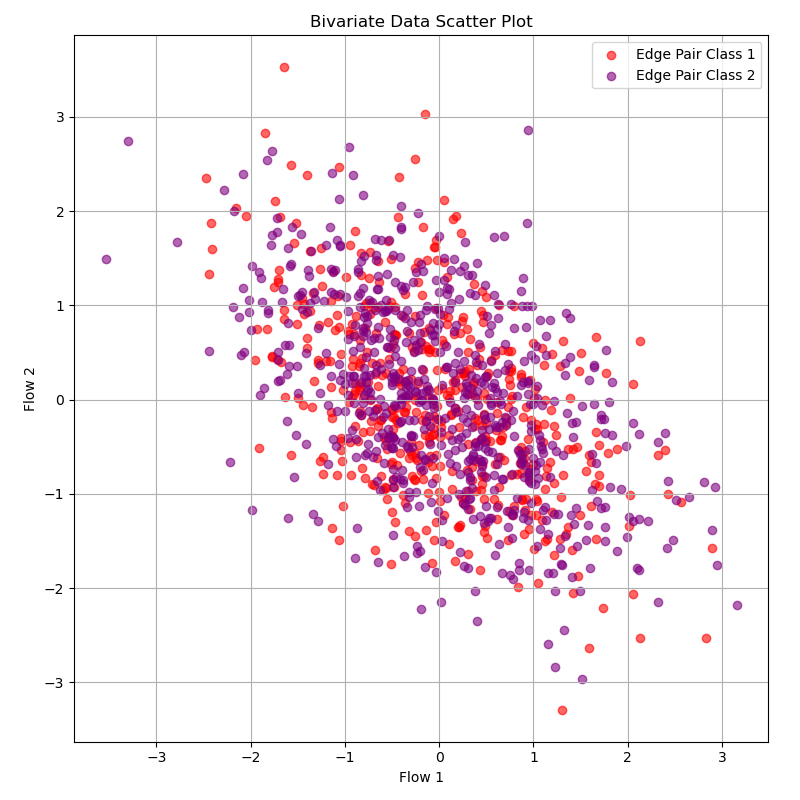 Bivariate Data Scatter Plot
Edge Pair Class 1
Edge Pair Class 2
Flow 2
3
2
1
0
−1
−2
−3
−3
−2
−1
0
1
2
3
Flow 1